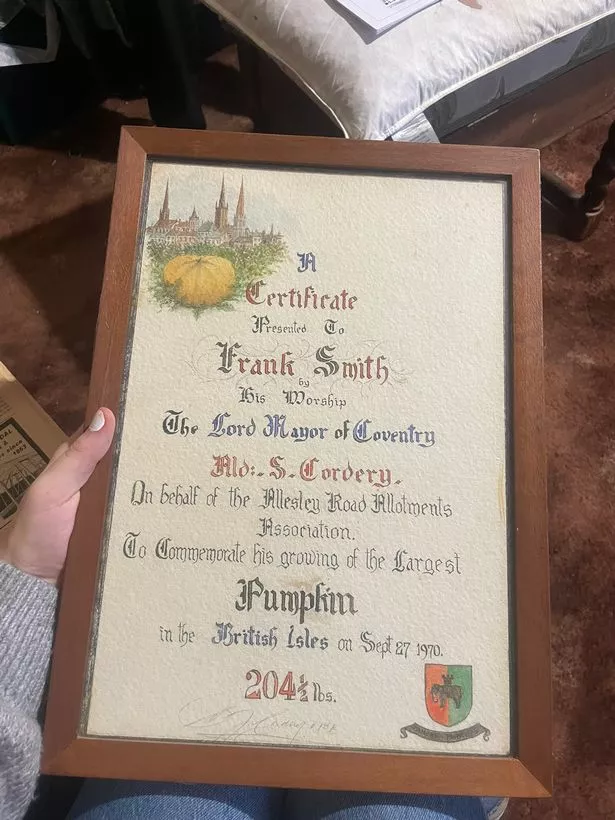 A
Certificate
Presented To
Frank Smith
by
His Worship
The Lord Mayor of Coventry
Ald:. S. Cordery.
On behalf of the Allesley Road Allotments
Association.
To Commemorate his growing of the Largest
Pumpkin
in the British Isles on Sept 27 1970.
204½ lbs.